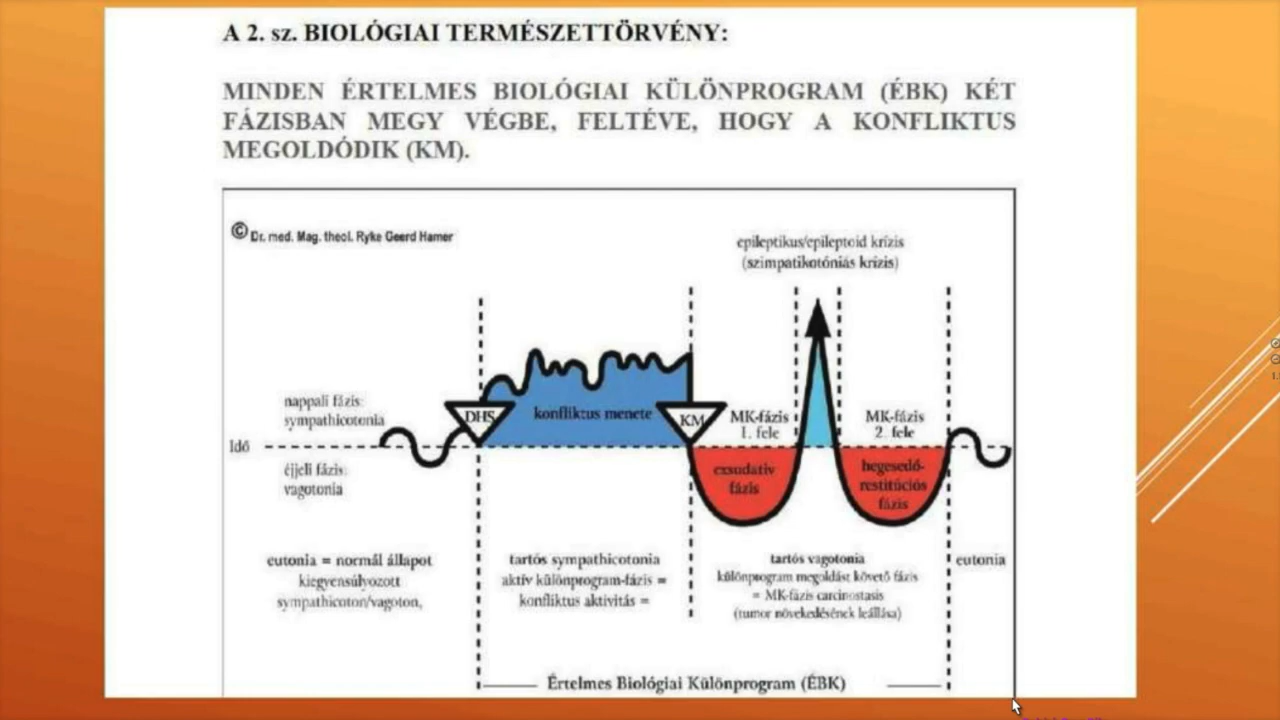 A 2. sz. BIOLÓGIAI TERMÉSZETTÖRVÉNY:
MINDEN ÉRTELMES BIOLÓGIAI KÜLÖNPROGRAM (ÉBK) KÉT
FÁZISBAN MEGY VÉGBE, FELTÉVE, HOGY A KONFLIKTUS
MEGOLDÓDIK (KM).
© Dr. med. Mag. theol. Ryke Geerd Hamer
epileptikus/epileptoid krízis
(szimpatikotóniás krízis)
nappali fázis:
sympathicotonia
DHS
konfliktus menete
KM
MK-fázis
1. fele
MK-fázis
2. fele
Idő
éjjeli fázis:
vagotonia
exsudativ
fázis
hegesedő-
restitúciós
fázis
eutonia = normál állapot
kiegyensúlyozott
sympathicoton/vagoton,
tartós sympathicotonia
aktív különprogram-fázis =
konfliktus aktivitás =
tartós vagotonia
különprogram megoldást követő fázis
= MK-fázis carcinostasis
(tumor növekedésének leállása)
eutonia
Értelmes Biológiai Különprogram (ÉBK)